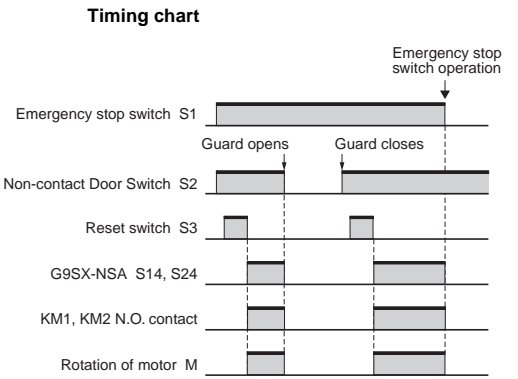 Timing chart
Emergency stop
switch operation
Emergency stop switch S1
Guard opens
Guard closes
Non-contact Door Switch S2
Reset switch S3
G9SX-NSA S14, S24
KM1, KM2 N.O. contact
Rotation of motor M